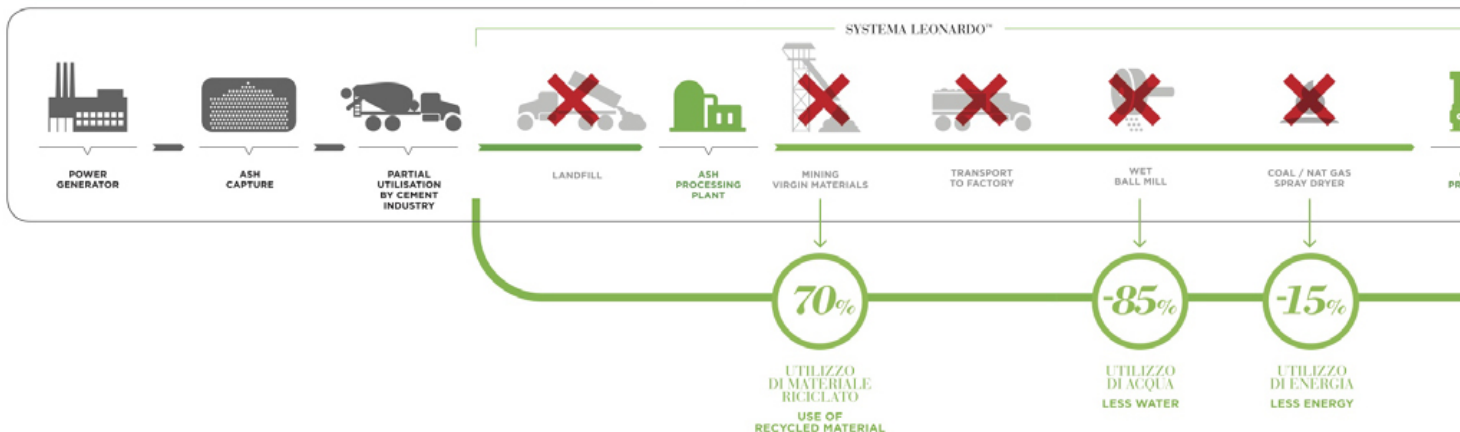 SYSTEMA LEONARDO™
POWER
GENERATOR
ASH
CAPTURE
PARTIAL
UTILISATION
BY CEMENT
INDUSTRY
LANDFILL
ASH
PROCESSING
PLANT
MINING
VIRGIN MATERIALS
TRANSPORT
TO FACTORY
WET
BALL MILL
COAL / NAT GAS
SPRAY DRYER
70%
UTILIZZO
DI MATERIALE
RICICLATO
USE OF
RECYCLED MATERIAL
-85%
UTILIZZO
DI ACQUA
LESS WATER
-15%
UTILIZZO
DI ENERGIA
LESS ENERGY